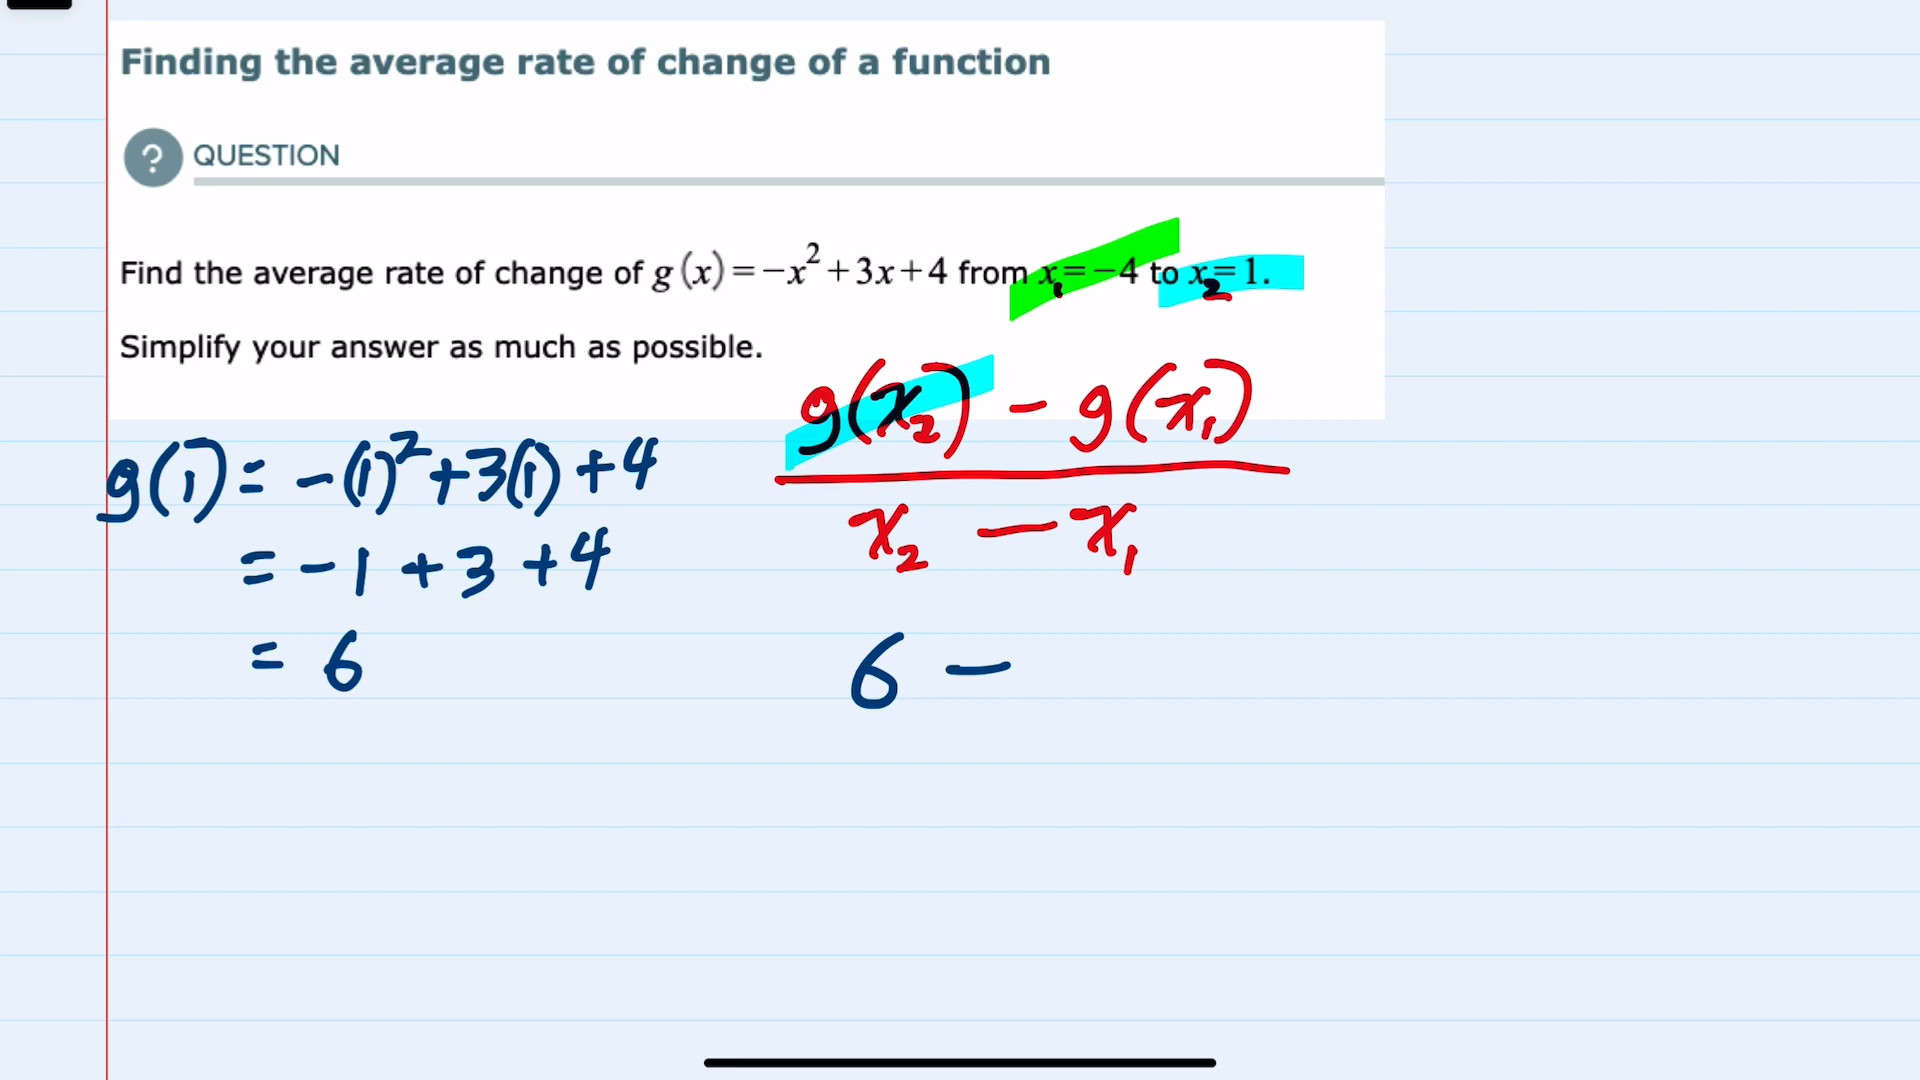 Finding the average rate of change of a function
? QUESTION
Find the average rate of change of g(x)=−x²+3x+4 from x₁=−4 to x₂=1.
Simplify your answer as much as possible.
g(x₂) − g(x₁)
x₂ − x₁
g(1) = −(1)²+3(1)+4
= −1 +3 +4
= 6
6 −